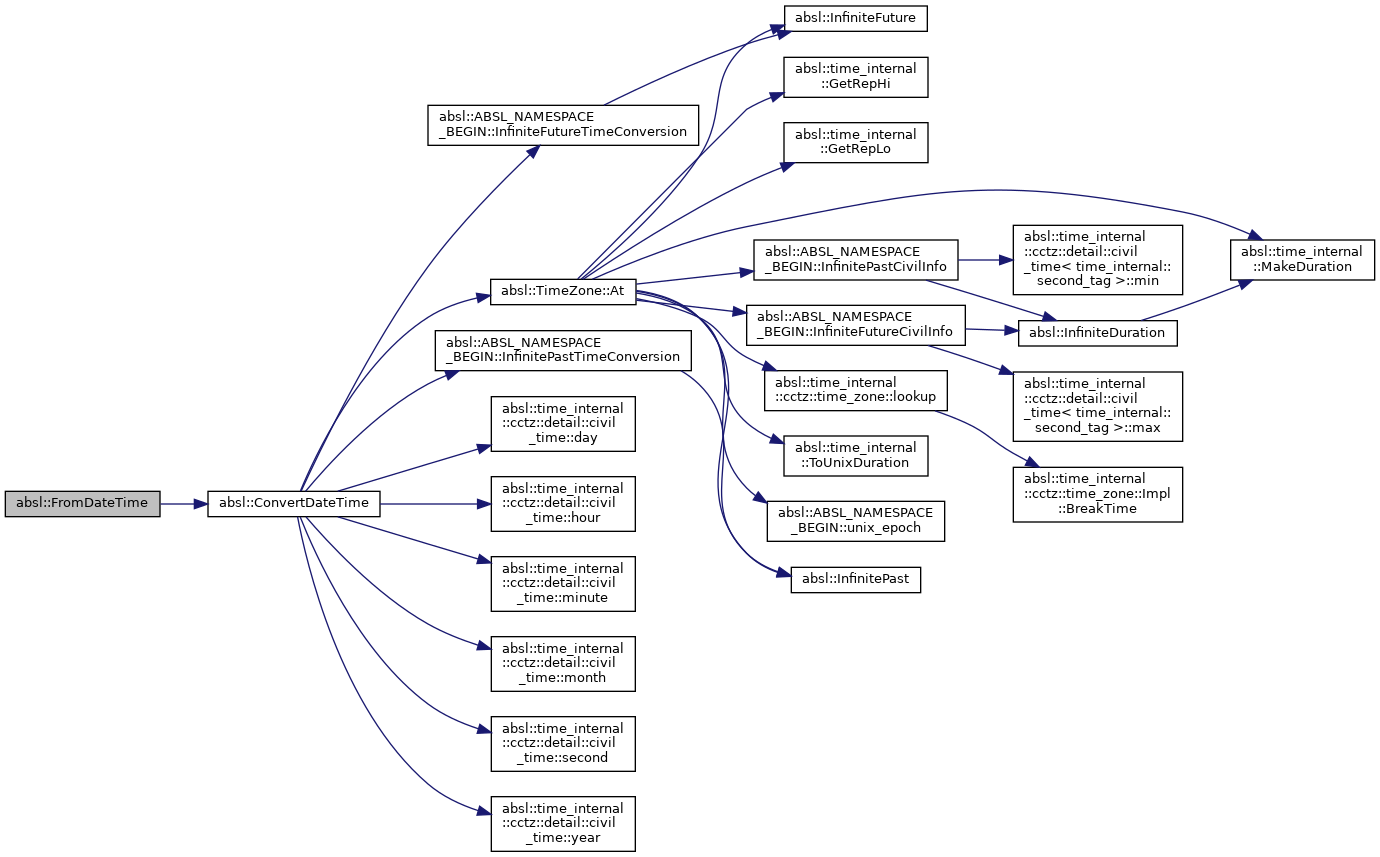 absl::FromDateTime
absl::ConvertDateTime
absl::ABSL_NAMESPACE
_BEGIN::InfiniteFutureTimeConversion
absl::TimeZone::At
absl::ABSL_NAMESPACE
_BEGIN::InfinitePastTimeConversion
absl::time_internal
::cctz::detail::civil
_time::day
absl::time_internal
::cctz::detail::civil
_time::hour
absl::time_internal
::cctz::detail::civil
_time::minute
absl::time_internal
::cctz::detail::civil
_time::month
absl::time_internal
::cctz::detail::civil
_time::second
absl::time_internal
::cctz::detail::civil
_time::year
absl::InfiniteFuture
absl::time_internal
::GetRepHi
absl::time_internal
::GetRepLo
absl::ABSL_NAMESPACE
_BEGIN::InfinitePastCivilInfo
absl::ABSL_NAMESPACE
_BEGIN::InfiniteFutureCivilInfo
absl::time_internal
::cctz::time_zone::lookup
absl::time_internal
::ToUnixDuration
absl::ABSL_NAMESPACE
_BEGIN::unix_epoch
absl::InfinitePast
absl::time_internal
::cctz::detail::civil
_time< time_internal::
second_tag >::min
absl::InfiniteDuration
absl::time_internal
::cctz::detail::civil
_time< time_internal::
second_tag >::max
absl::time_internal
::cctz::time_zone::Impl
::BreakTime
absl::time_internal
::MakeDuration